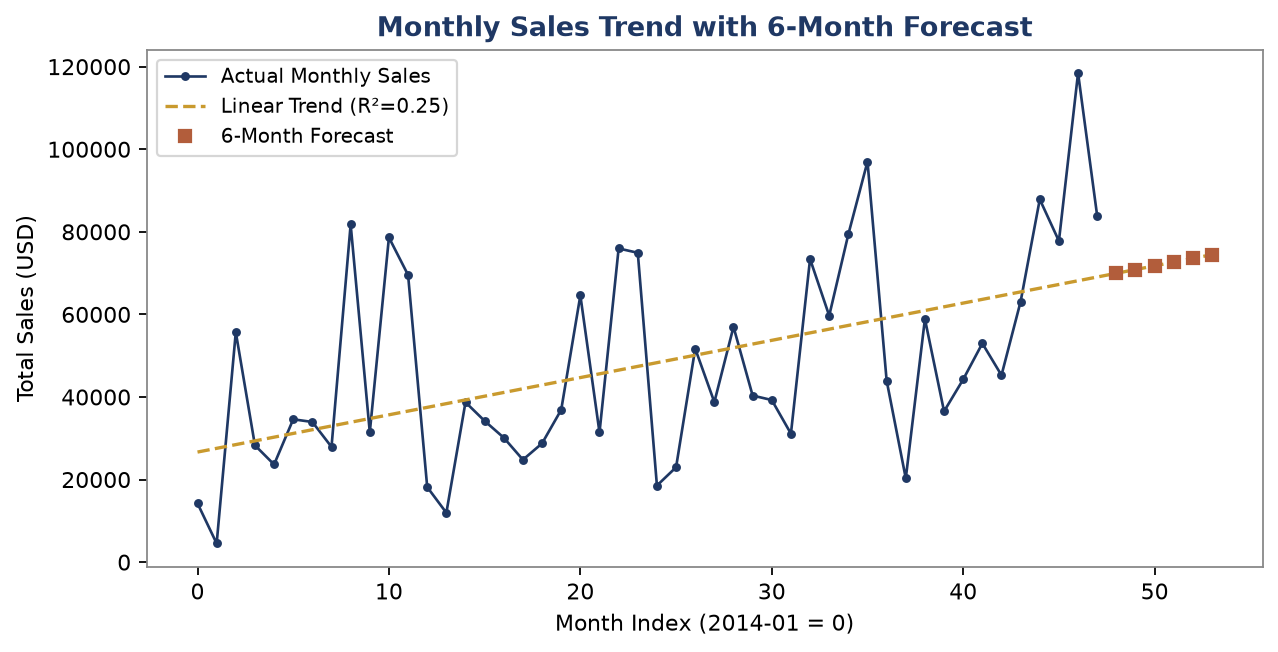 Monthly Sales Trend with 6-Month Forecast
Actual Monthly Sales
Linear Trend (R²=0.25)
6-Month Forecast
Total Sales (USD)
120000
100000
80000
60000
40000
20000
0
0 10 20 30 40 50
Month Index (2014-01 = 0)